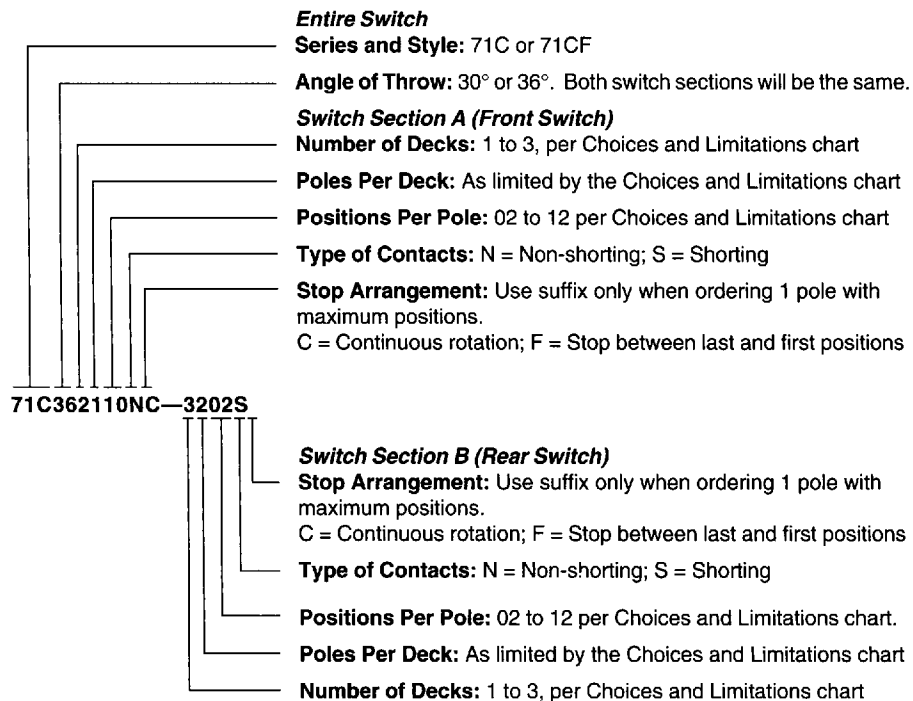 Entire Switch
Series and Style: 71C or 71CF
Angle of Throw: 30° or 36°. Both switch sections will be the same.
Switch Section A (Front Switch)
Number of Decks: 1 to 3, per Choices and Limitations chart
Poles Per Deck: As limited by the Choices and Limitations chart
Positions Per Pole: 02 to 12 per Choices and Limitations chart
Type of Contacts: N = Non-shorting; S = Shorting
Stop Arrangement: Use suffix only when ordering 1 pole with
maximum positions.
C = Continuous rotation; F = Stop between last and first positions
71C362110NC—3202S
Switch Section B (Rear Switch)
Stop Arrangement: Use suffix only when ordering 1 pole with
maximum positions.
C = Continuous rotation; F = Stop between last and first positions
Type of Contacts: N = Non-shorting; S = Shorting
Positions Per Pole: 02 to 12 per Choices and Limitations chart.
Poles Per Deck: As limited by the Choices and Limitations chart
Number of Decks: 1 to 3, per Choices and Limitations chart